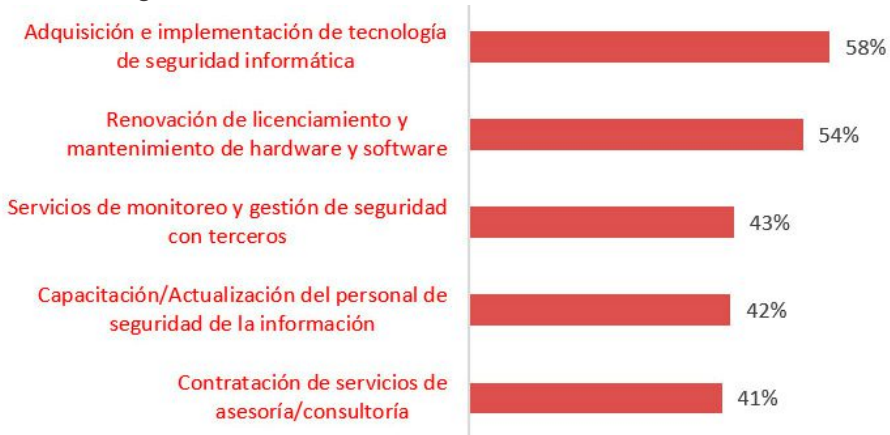 Adquisición e implementación de tecnología
de seguridad informática
58%
Renovación de licenciamiento y
mantenimiento de hardware y software
54%
Servicios de monitoreo y gestión de seguridad
con terceros
43%
Capacitación/Actualización del personal de
seguridad de la información
42%
Contratación de servicios de
asesoría/consultoría
41%